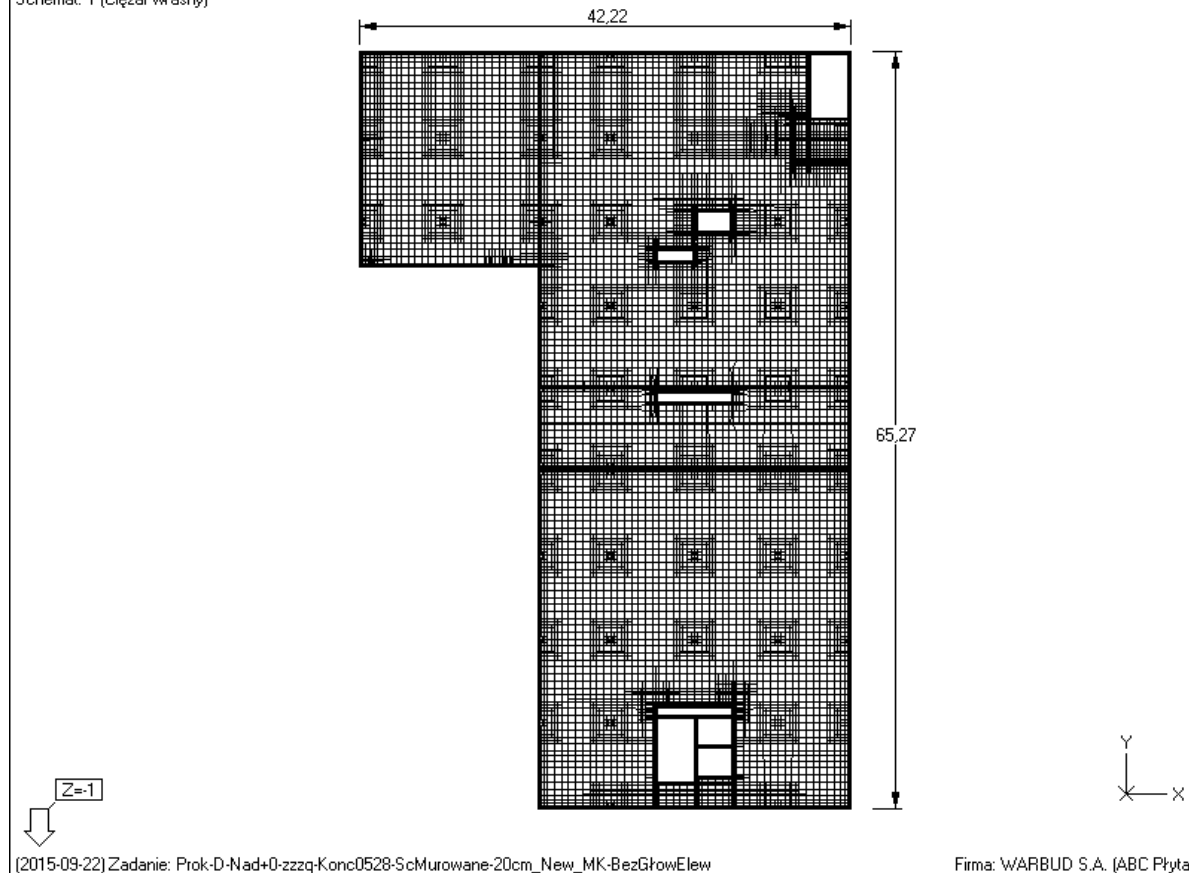 Schemat: 1 (Ciężar własny)
42,22
65,27
Y
X
Z=-1
(2015-09-22) Zadanie: Prok-D-Nad+0-zzzq-Konc0528-ScMurowane-20cm_New_MK-BezGłowElew
Firma: WARBUD S.A. (ABC Płyta